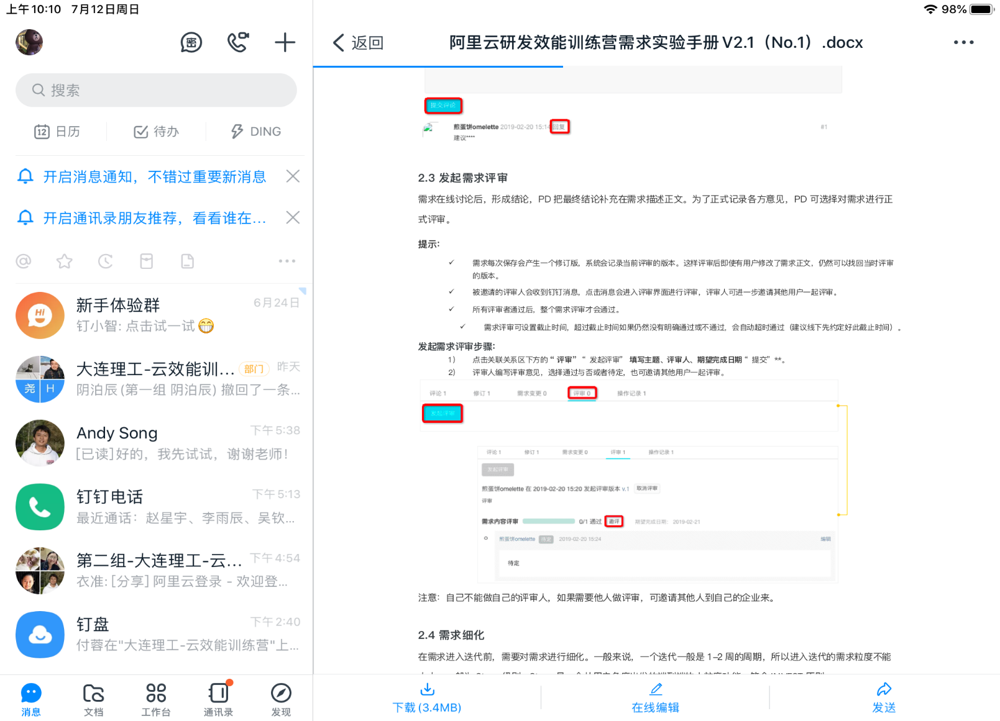 上午10:10 7月12日周日
98%
密
搜索
12 日历
待办
DING
开启消息通知，不错过重要新消息
开启通讯录朋友推荐，看看谁在...
新手体验群 6月24日
HI
钉小智: 点击试一试
大连理工-云效能训... 部门 昨天
尧 H
阴泊辰(第一组 阴泊辰) 撤回了一条...
Andy Song 下午5:38
[已读]好的，我先试试，谢谢老师！
钉钉电话 下午5:13
最近通话：赵星宇、李雨辰、吴钦...
第二组-大连理工-云... 下午4:54
衣准: [分享] 阿里云登录 - 欢迎登...
钉盘 下午2:40
付蓉在"大连理工-云效能训练营"上...
消息
文档
工作台
通讯录
发现
返回
阿里云研发效能训练营需求实验手册V2.1（No.1）.docx
提交评论
煎蛋饼omelette 2019-02-20 15:14 回复 #1
建议****
2.3 发起需求评审
需求在线讨论后，形成结论，PD 把最终结论补充在需求描述正文。为了正式记录各方意见，PD 可选择对需求进行正
式评审。
提示:
✓ 需求每次保存会产生一个修订版，系统会记录当前评审的版本。这样评审后即使有用户修改了需求正文，仍然可以找回当时评审
的版本。
✓ 被邀请的评审人会收到钉钉消息，点击消息会进入评审界面进行评审，评审人可进一步邀请其他用户一起评审。
✓ 所有评审者通过后，整个需求评审才会通过。
✓ 需求评审可设置截止时间，超过截止时间如果仍然没有明确通过或不通过，会自动超时通过（建议线下先约定好此截止时间）。
发起需求评审步骤:
1) 点击关联关系区下方的“ 评审” “ 发起评审” 填写主题、评审人、期望完成日期“ 提交” **。
2) 评审人编写评审意见，选择通过与否或者待定，也可邀请其他用户一起评审。
评论 1 修订 1 需求变更 0 评审 0 操作记录 1
发起评审
评论 1 修订 1 需求变更 0 评审 1 操作记录 1
发起评审
煎蛋饼omelette 在 2019-02-20 15:20 发起评审版本 v.1 取消评审
评审
需求内容评审 0/1 通过 邀评 期望完成日期: 2019-02-21
煎蛋饼omelette 待定 2019-02-20 15:24 编辑
待定
注意：自己不能做自己的评审人，如果需要他人做评审，可邀请其他人到自己的企业来。
2.4 需求细化
在需求进入迭代前，需要对需求进行细化。一般来说，一个迭代一般是 1-2 周的周期，所以进入迭代的需求粒度不能
下载(3.4MB)
在线编辑
发送